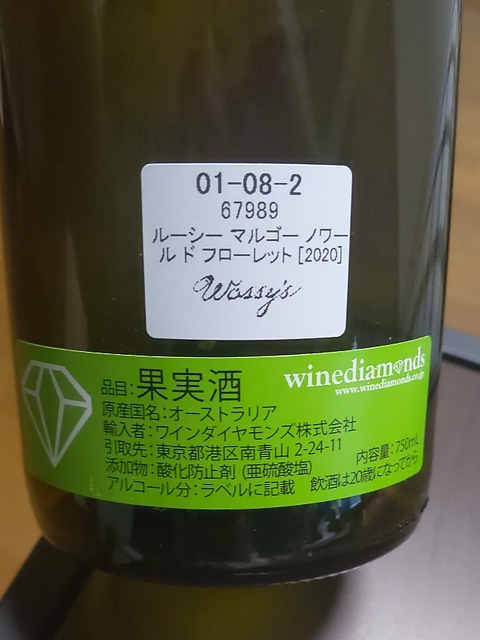 01-08-2
67989
ルーシー マルゴー ノワー
ル ド フローレット [2020]
Wassy's
winediamonds
www.winediamonds.co.jp
品目:果実酒
原産国名:オーストラリア
輸入者:ワインダイヤモンズ株式会社
引取先:東京都港区南青山 2-24-11
内容量:750mL
添加物:酸化防止剤（亜硫酸塩）
アルコール分:ラベルに記載 飲酒は20歳になってから